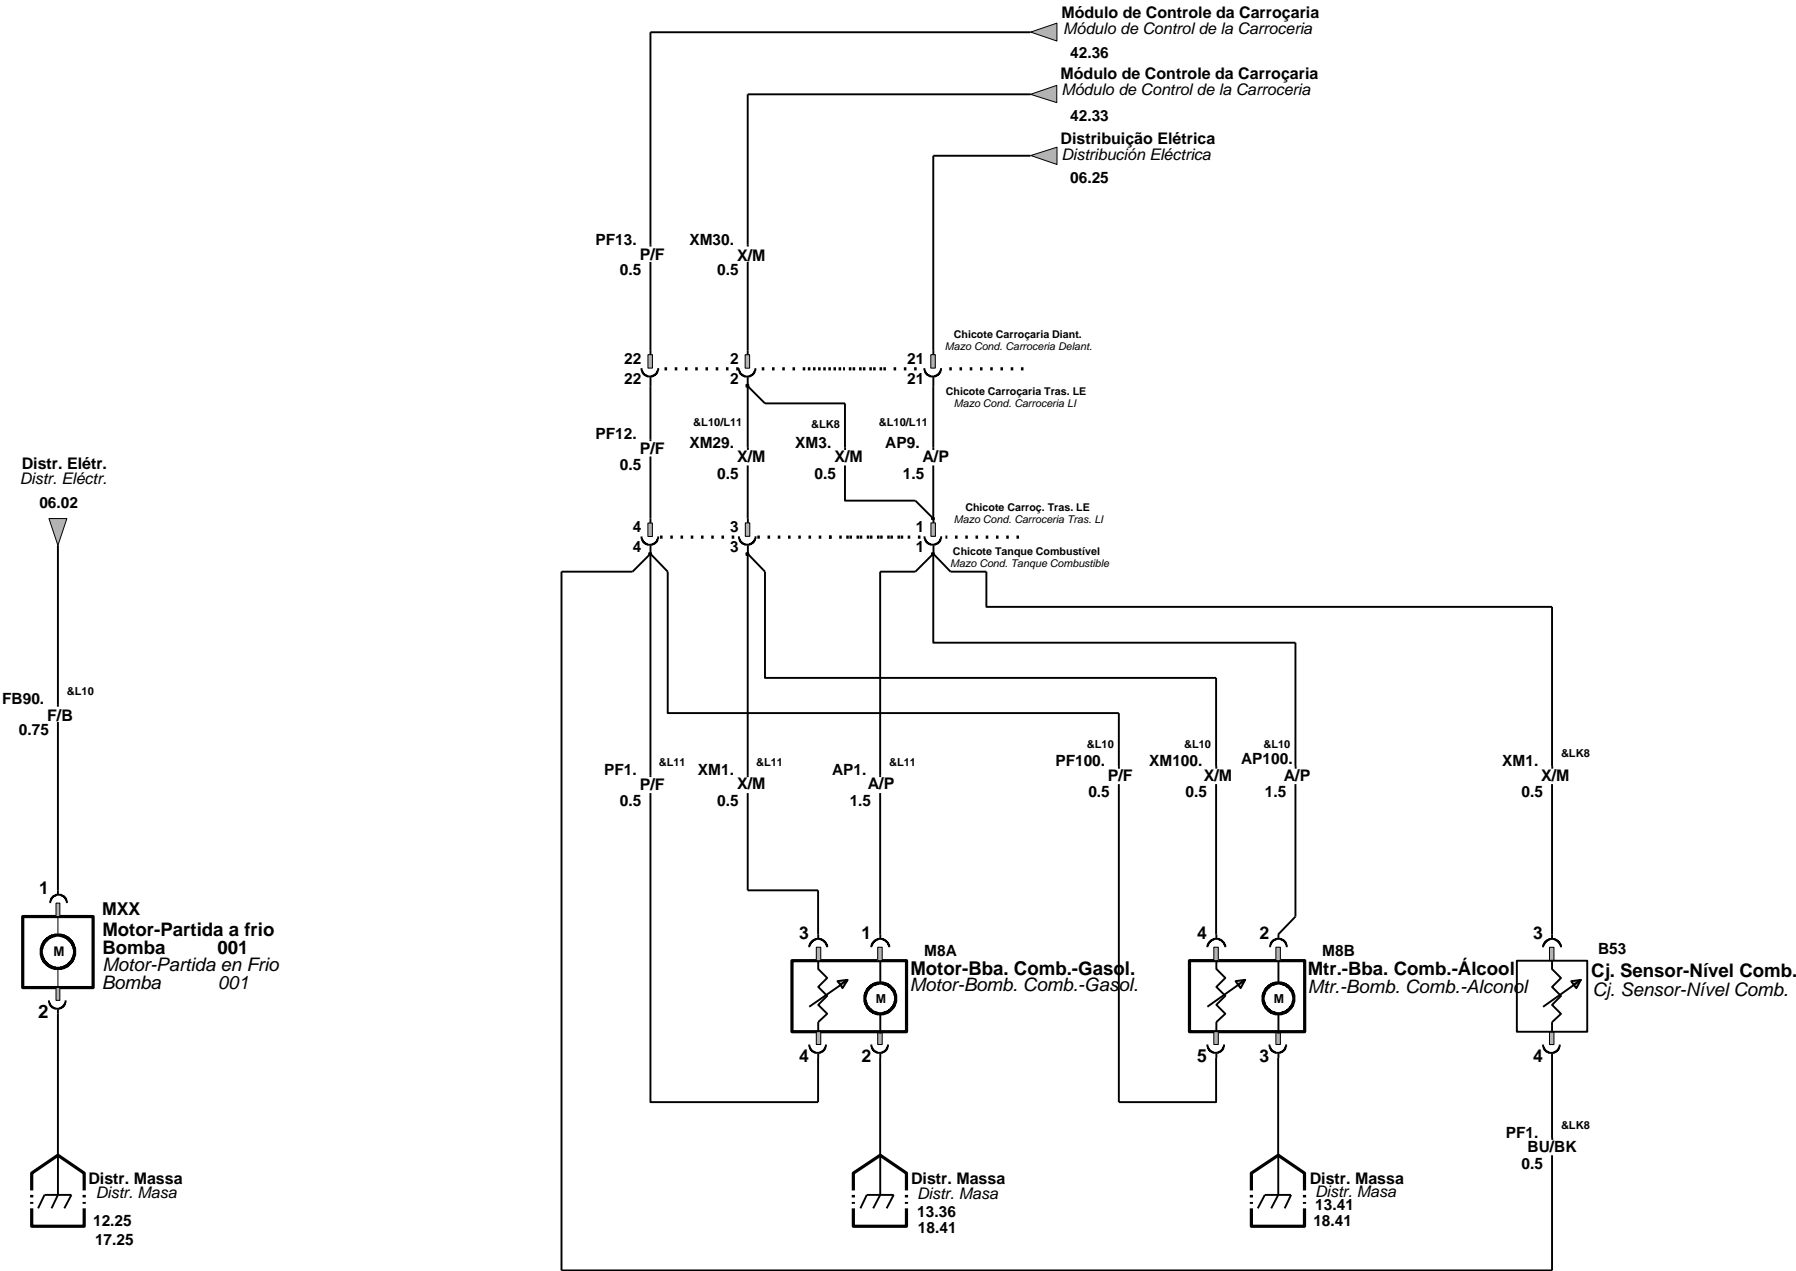 Módulo de Controle da Carroçaria
Módulo de Control de la Carroceria
42.36
Módulo de Controle da Carroçaria
Módulo de Control de la Carroceria
42.33
Distribuição Elétrica
Distribución Eléctrica
06.25
PF13. P/F 0.5
XM30. X/M 0.5
Chicote Carroçaria Diant.
Mazo Cond. Carroceria Delant.
22 2 21
22 2 21
Chicote Carroçaria Tras. LE
Mazo Cond. Carroceria LI
PF12. P/F 0.5
&L10/L11
XM29. X/M 0.5
&LK8
XM3. X/M 0.5
&L10/L11
AP9. A/P 1.5
Distr. Elétr.
Distr. Eléctr.
06.02
Chicote Carroç. Tras. LE
Mazo Cond. Carroceria Tras. LI
4 3 1
4 3 1
Chicote Tanque Combustível
Mazo Cond. Tanque Combustible
FB90. &L10
F/B
0.75
PF1. &L11
P/F
0.5
XM1. &L11
X/M
0.5
AP1. &L11
A/P
1.5
&L10
PF100. P/F
0.5
&L10
XM100. X/M
0.5
&L10
AP100. A/P
1.5
XM1. &LK8
X/M
0.5
1
MXX
Motor-Partida a frio
Bomba 001
Motor-Partida en Frio
Bomba 001
M
2
3 1
M8A
Motor-Bba. Comb.-Gasol.
Motor-Bomb. Comb.-Gasol.
M
4 2
4 2
M8B
Mtr.-Bba. Comb.-Álcool
Mtr.-Bomb. Comb.-Alconol
M
5 3
3
B53
Cj. Sensor-Nível Comb.
Cj. Sensor-Nível Comb.
4
PF1. &LK8
BU/BK
0.5
Distr. Massa
Distr. Masa
12.25
17.25
Distr. Massa
Distr. Masa
13.36
18.41
Distr. Massa
Distr. Masa
13.41
18.41